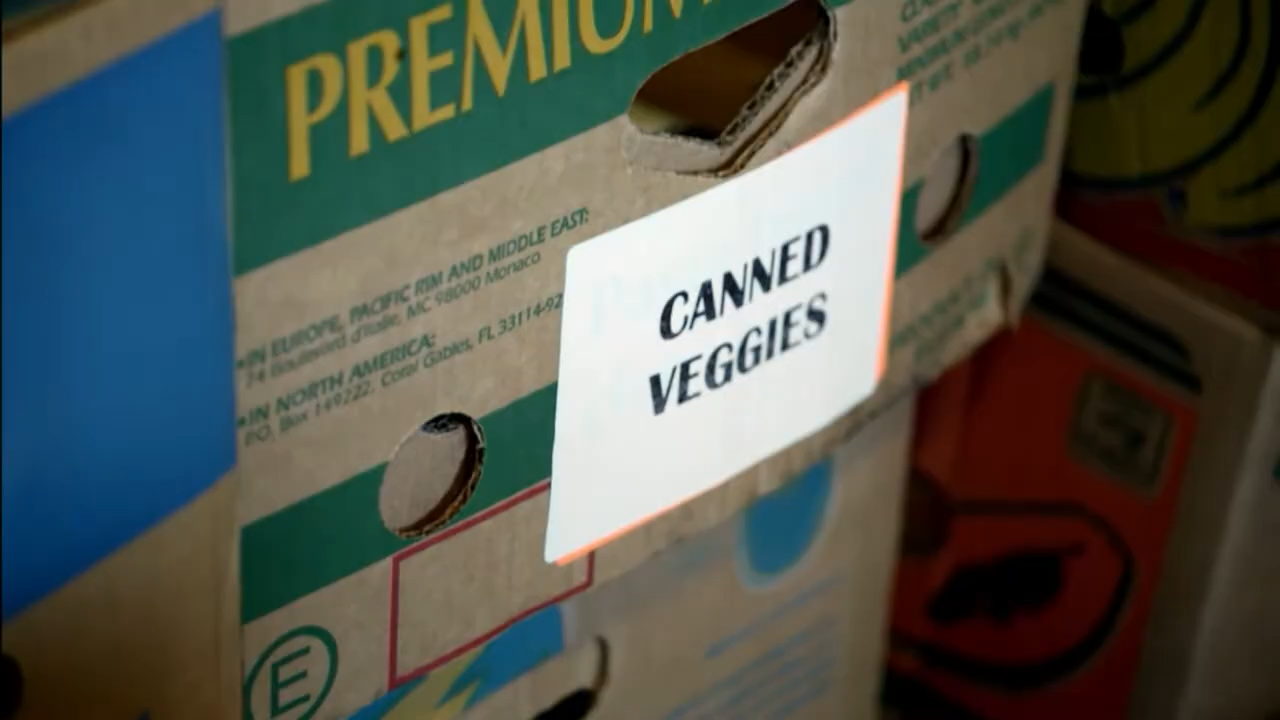 PREMIUM
•IN EUROPE, PACIFIC RIM AND MIDDLE EAST:
74 Boulevard d'Italie, MC 98000 Monaco
•IN NORTH AMERICA:
P.O. Box 149222, Coral Gables, FL 33114-92
CANNED
VEGGIES
E